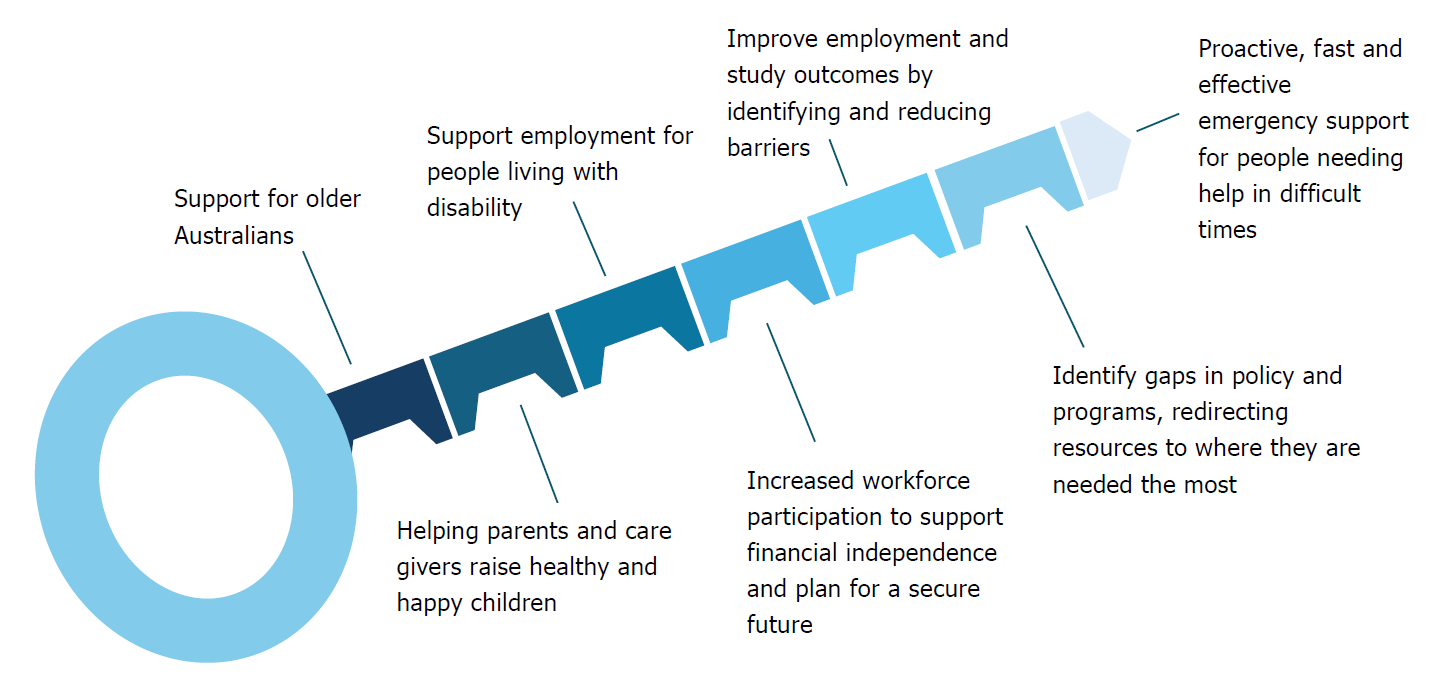 Support for older
Australians
Helping parents and care
givers raise healthy and
happy children
Support employment for
people living with
disability
Increased workforce
participation to support
financial independence
and plan for a secure
future
Improve employment and
study outcomes by
identifying and reducing
barriers
Identify gaps in policy and
programs, redirecting
resources to where they are
needed the most
Proactive, fast and
effective
emergency support
for people needing
help in difficult
times